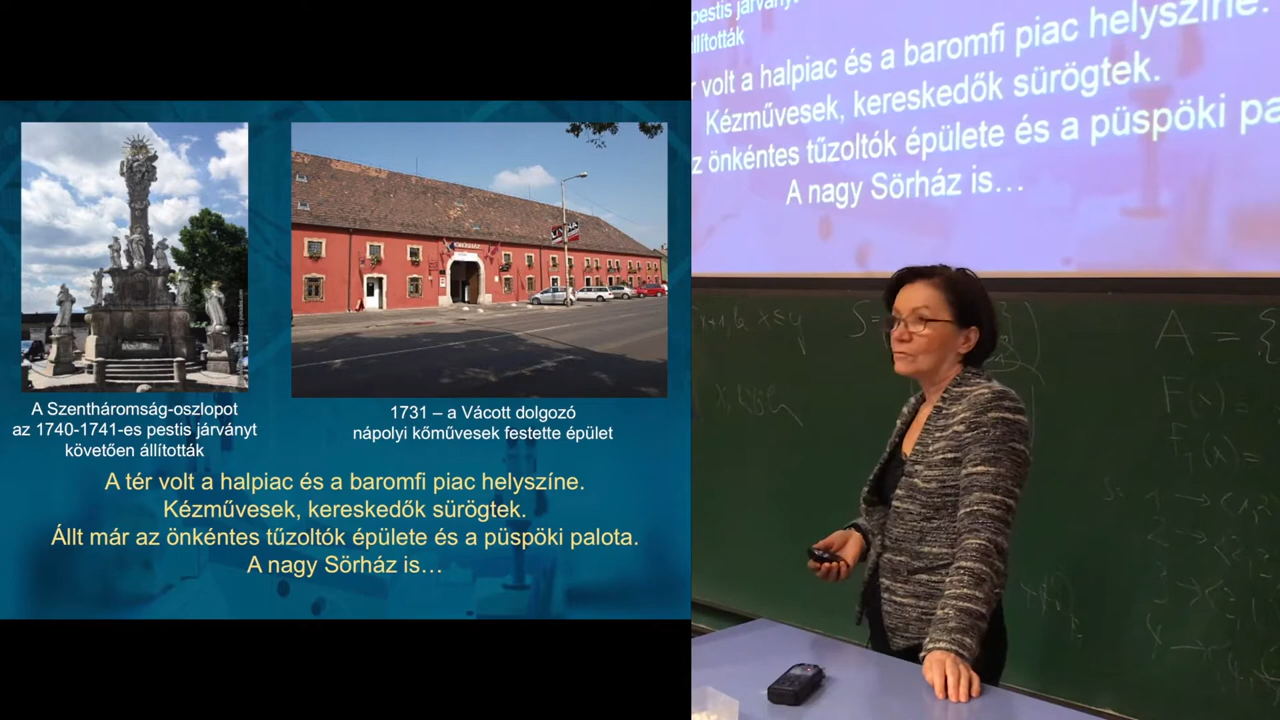 A Szentháromság-oszlopot
az 1740-1741-es pestis járványt
követően állították
1731 – a Vácott dolgozó
nápolyi kőművesek festette épület
A tér volt a halpiac és a baromfi piac helyszíne.
Kézművesek, kereskedők sürögtek.
Állt már az önkéntes tűzoltók épülete és a püspöki palota.
A nagy Sörház is…
pestis járvány
állították
r volt a halpiac és a baromfi piac helyszíne.
Kézművesek, kereskedők sürögtek.
z önkéntes tűzoltók épülete és a püspöki pa
A nagy Sörház is…
A = {
F(x) =